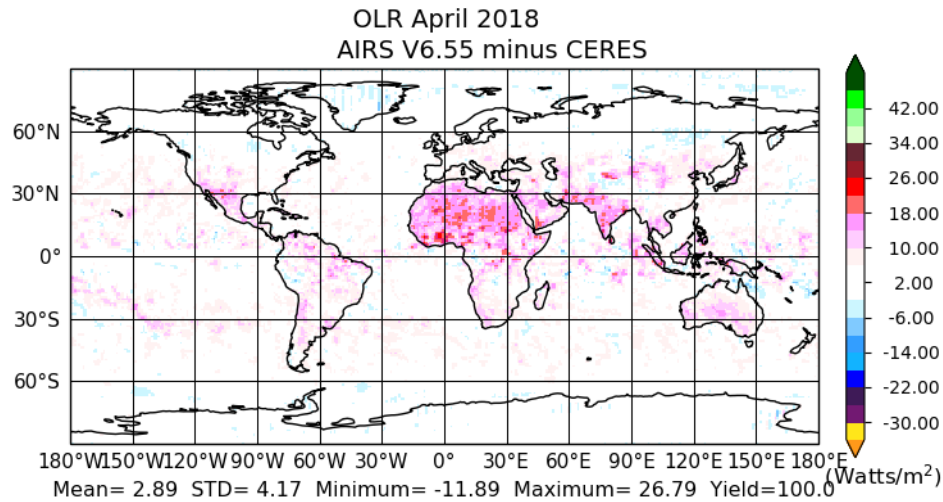 OLR April 2018
AIRS V6.55 minus CERES
60°N
30°N
0°
30°S
60°S
180°W150°W120°W90°W 60°W 30°W 0° 30°E 60°E 90°E 120°E 150°E 180°E
42.00
34.00
26.00
18.00
10.00
2.00
-6.00
-14.00
-22.00
-30.00
(Watts/m²)
Mean= 2.89 STD= 4.17 Minimum= -11.89 Maximum= 26.79 Yield=100.0